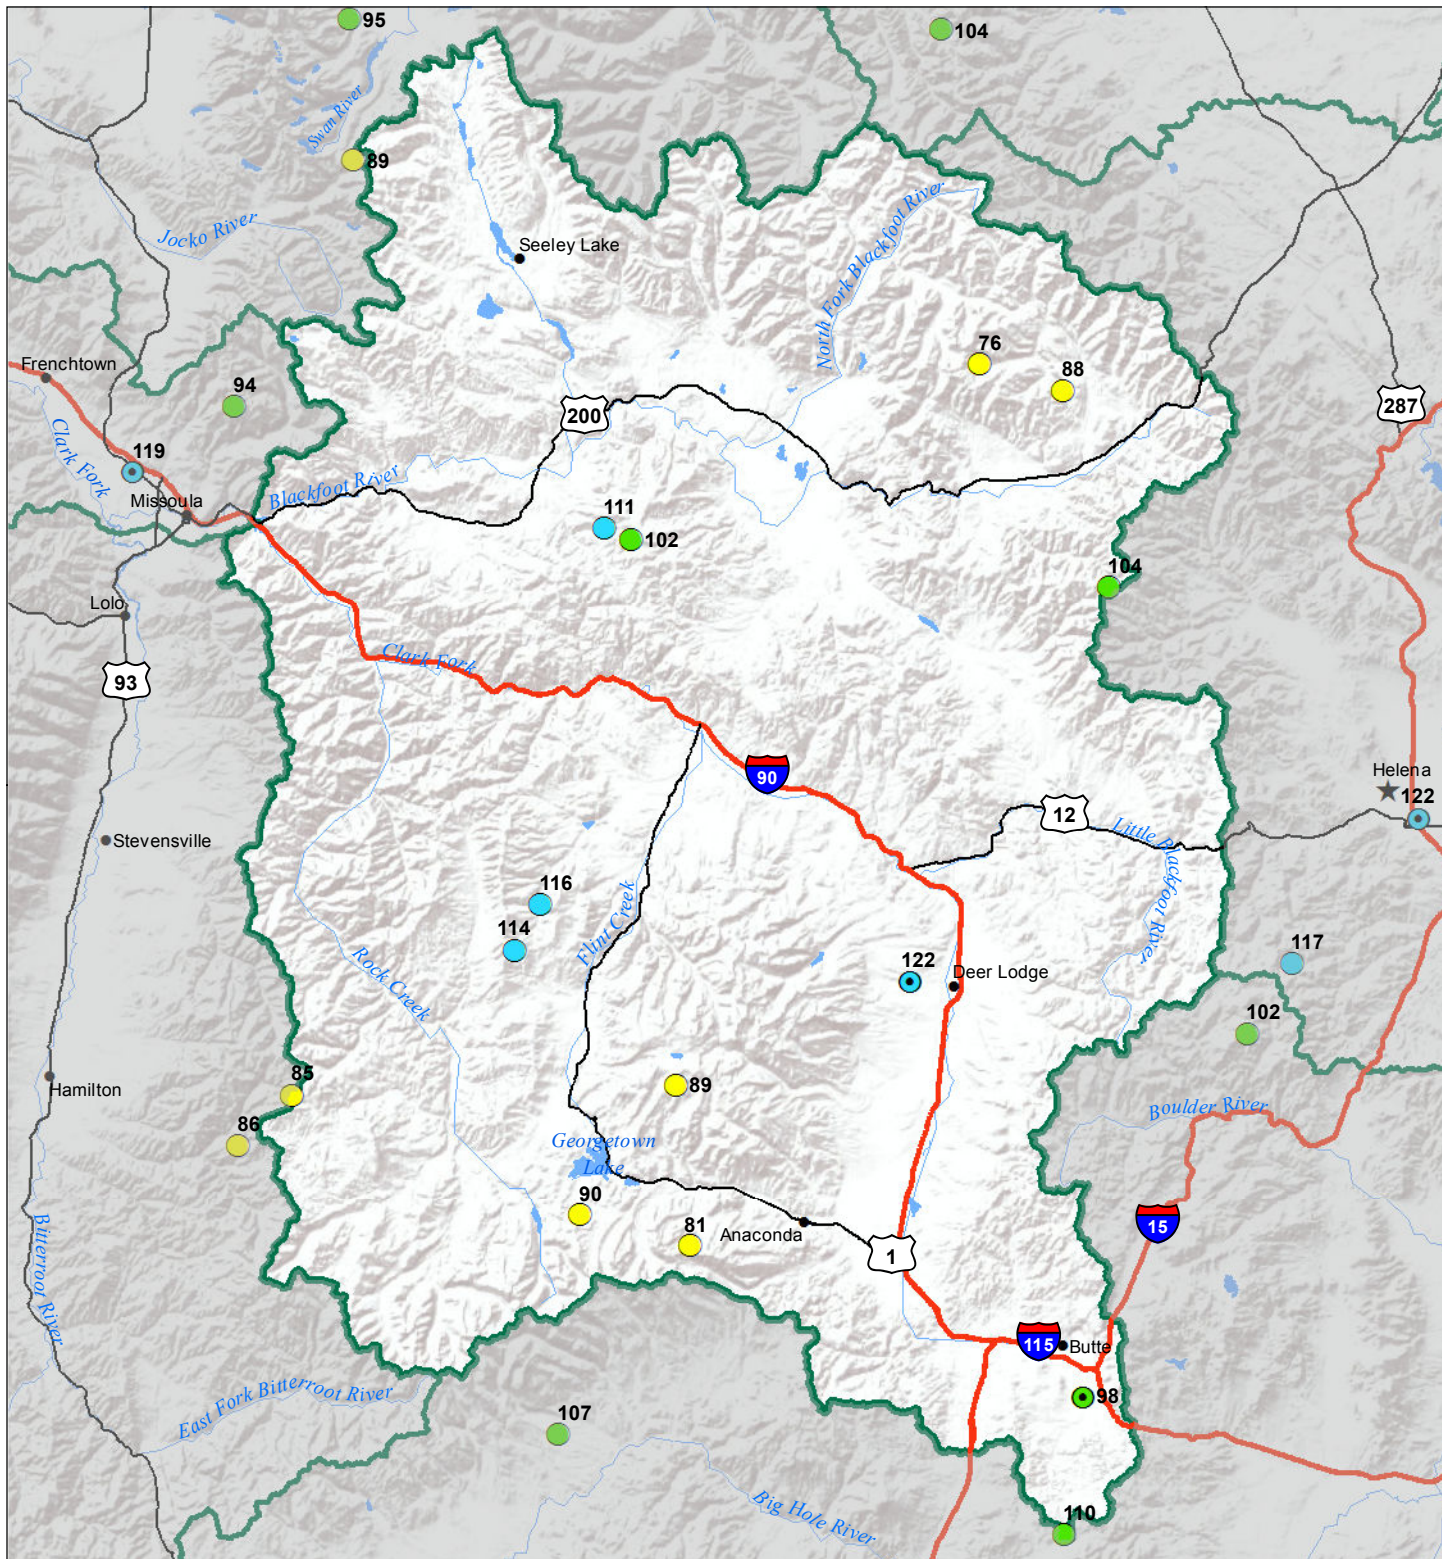 95
104
Swan River
89
Jocko River
Seeley Lake
North Fork Blackfoot River
76
88
Frenchtown
94
200
287
Clark Fork
119
Missoula
Blackfoot River
111
102
104
Lolo
93
Clark Fork
90
Helena
122
12
Little Blackfoot River
Stevensville
116
Flint Creek
114
Rock Creek
122
Deer Lodge
117
102
Hamilton
85
89
Boulder River
86
Georgetown
Lake
90
81
Anaconda
1
15
Bitterroot River
115
Butte
East Fork Bitterroot River
98
107
Big Hole River
110